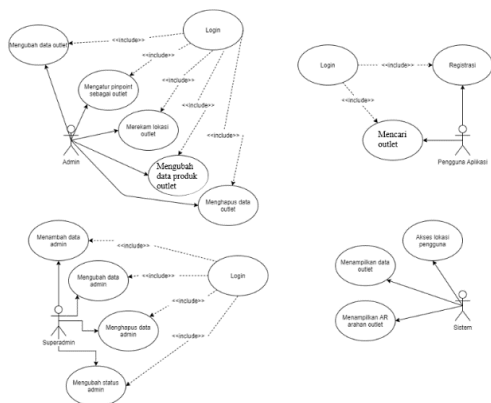 Mengubah data outlet
<<include>>
Login
<<include>>
Mengatur pinpoint
sebagai outlet
<<include>>
Merekam lokasi
outlet
<<include>>
<<include>>
Admin
Mengubah
data produk
outlet
Menghapus data
outlet
Login
<<include>>
Registrasi
<<include>>
Mencari
outlet
Pengguna Aplikasi
Menambah data
admin
<<include>>
Mengubah data
admin
<<include>>
Login
<<include>>
Menghapus data
admin
<<include>>
Superadmin
Mengubah status
admin
Akses lokasi
pengguna
Menampilkan data
outlet
Menampilkan AR
arahan outlet
Sistem